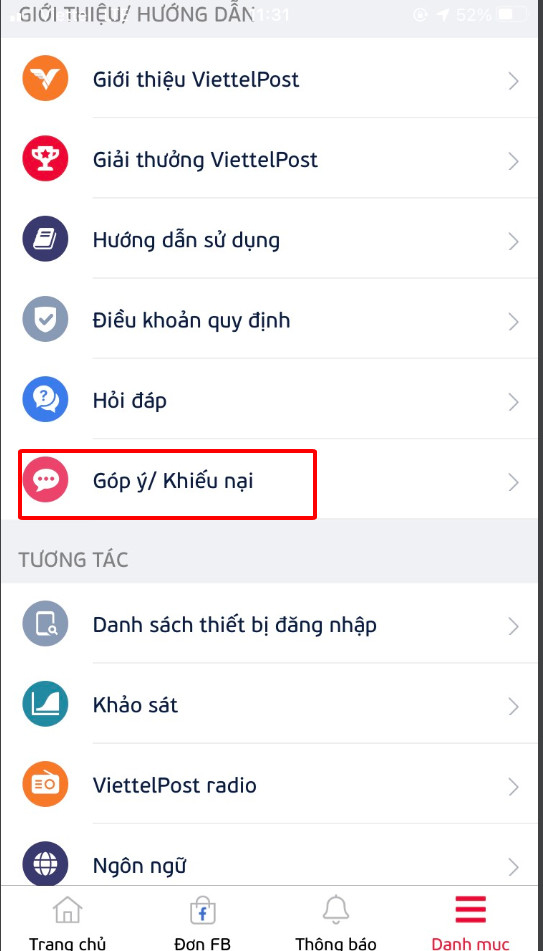 GIỚI THIỆU/ HƯỚNG DẪN
11:31
52%
Giới thiệu ViettelPost
Giải thưởng ViettelPost
Hướng dẫn sử dụng
Điều khoản quy định
Hỏi đáp
Góp ý/ Khiếu nại
TƯƠNG TÁC
Danh sách thiết bị đăng nhập
Khảo sát
ViettelPost radio
Ngôn ngữ
Trang chủ
Đơn FB
Thông báo
Danh mục